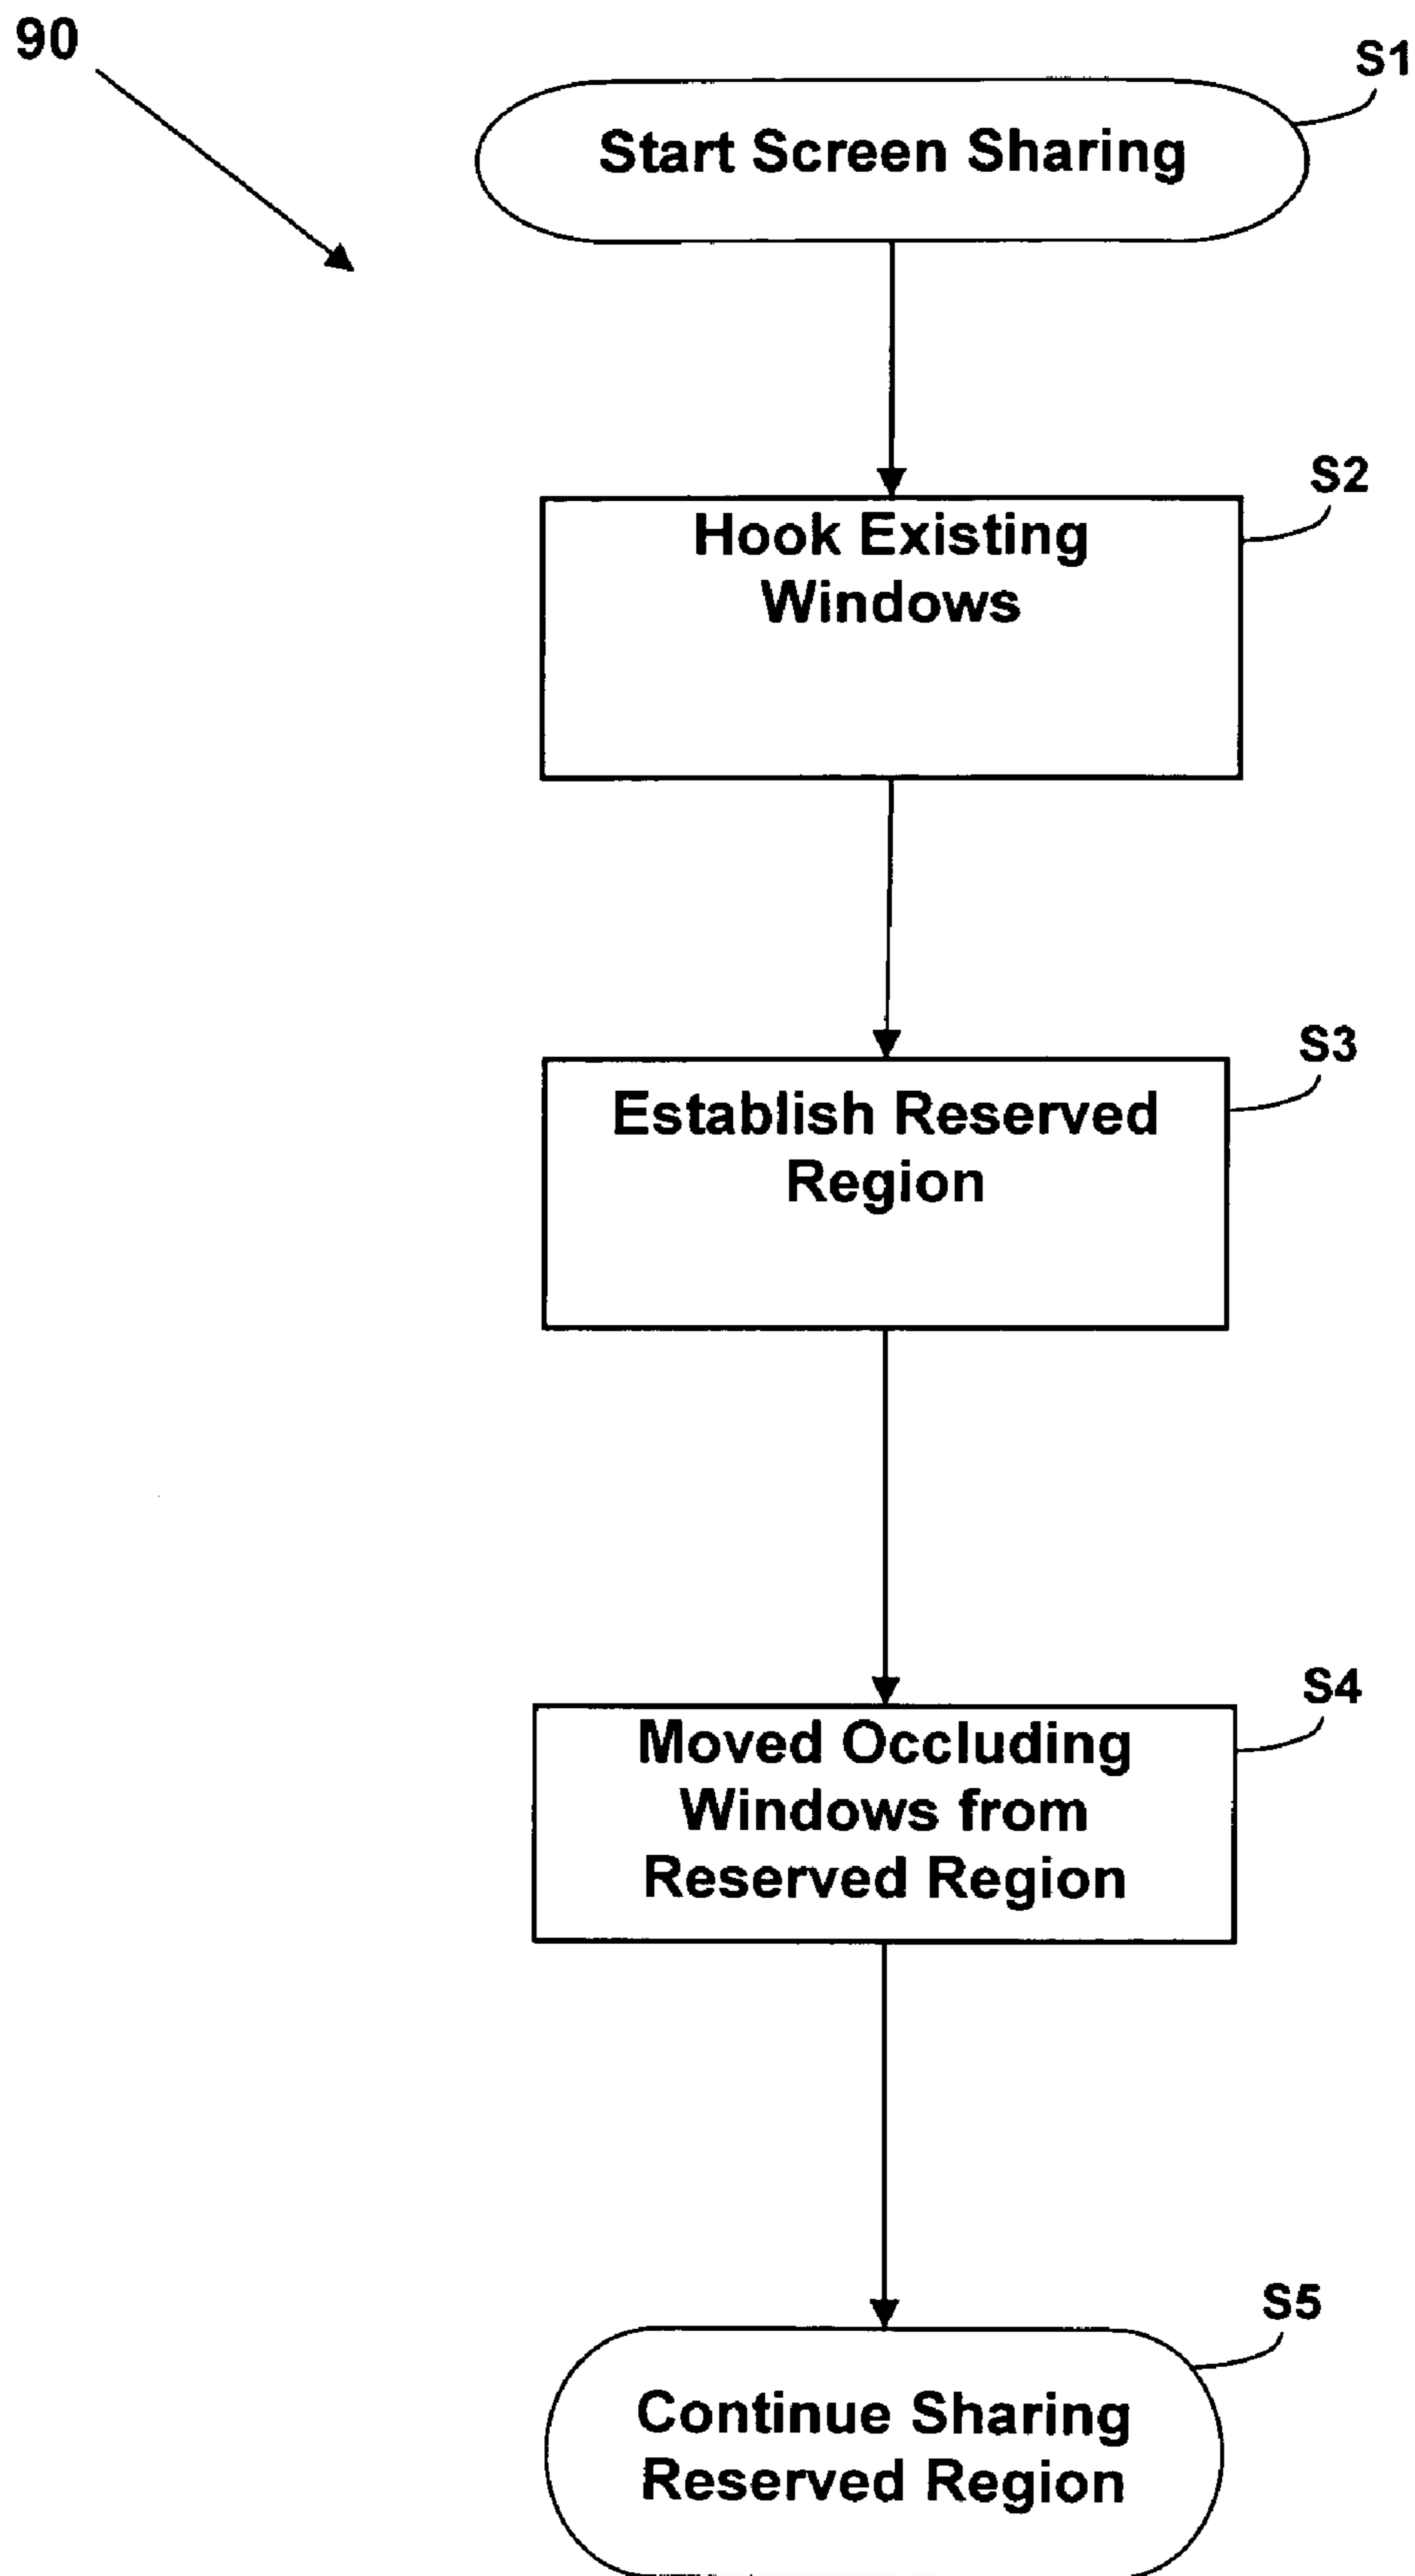 90
S1
Start Screen Sharing
S2
Hook Existing
Windows
S3
Establish Reserved
Region
S4
Moved Occluding
Windows from
Reserved Region
S5
Continue Sharing
Reserved Region